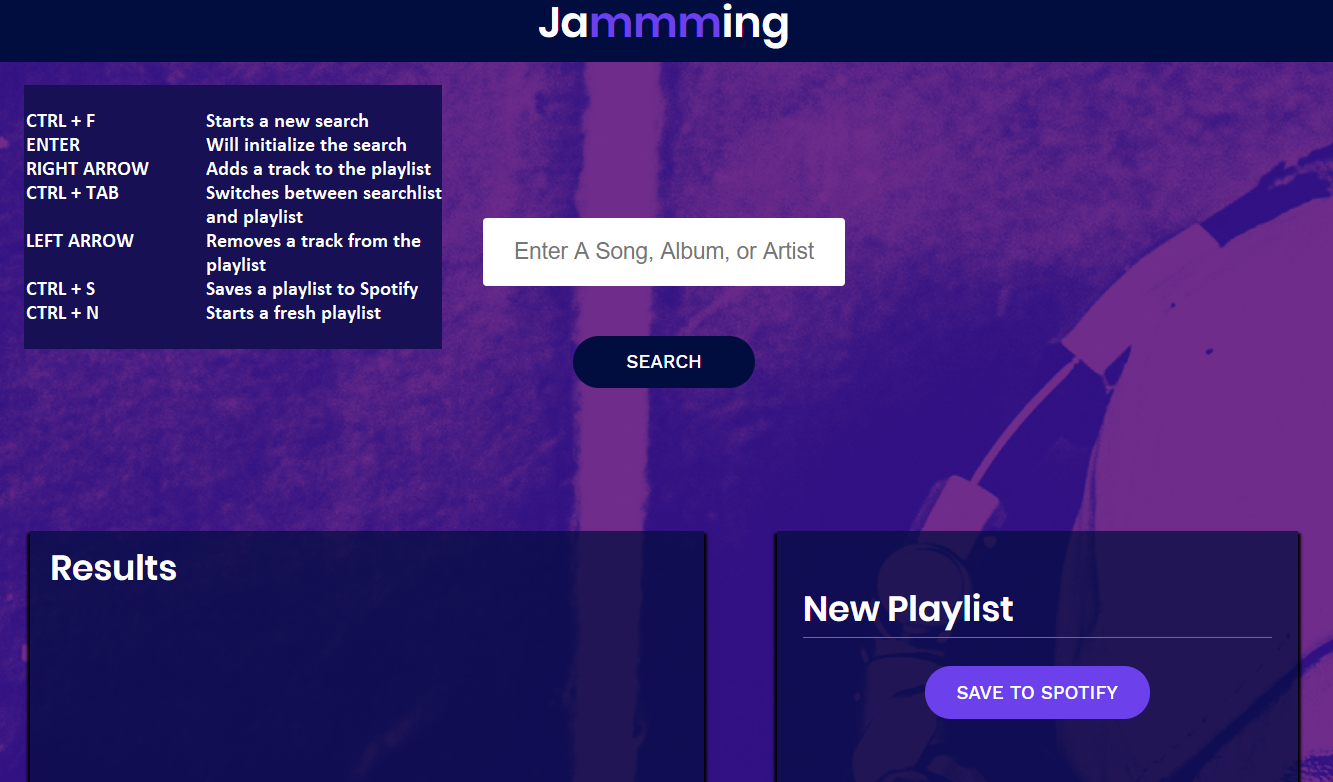 Jammming
CTRL + F Starts a new search
ENTER Will initialize the search
RIGHT ARROW Adds a track to the playlist
CTRL + TAB Switches between searchlist
and playlist
LEFT ARROW Removes a track from the
playlist
CTRL + S Saves a playlist to Spotify
CTRL + N Starts a fresh playlist
Enter A Song, Album, or Artist
SEARCH
Results
New Playlist
SAVE TO SPOTIFY